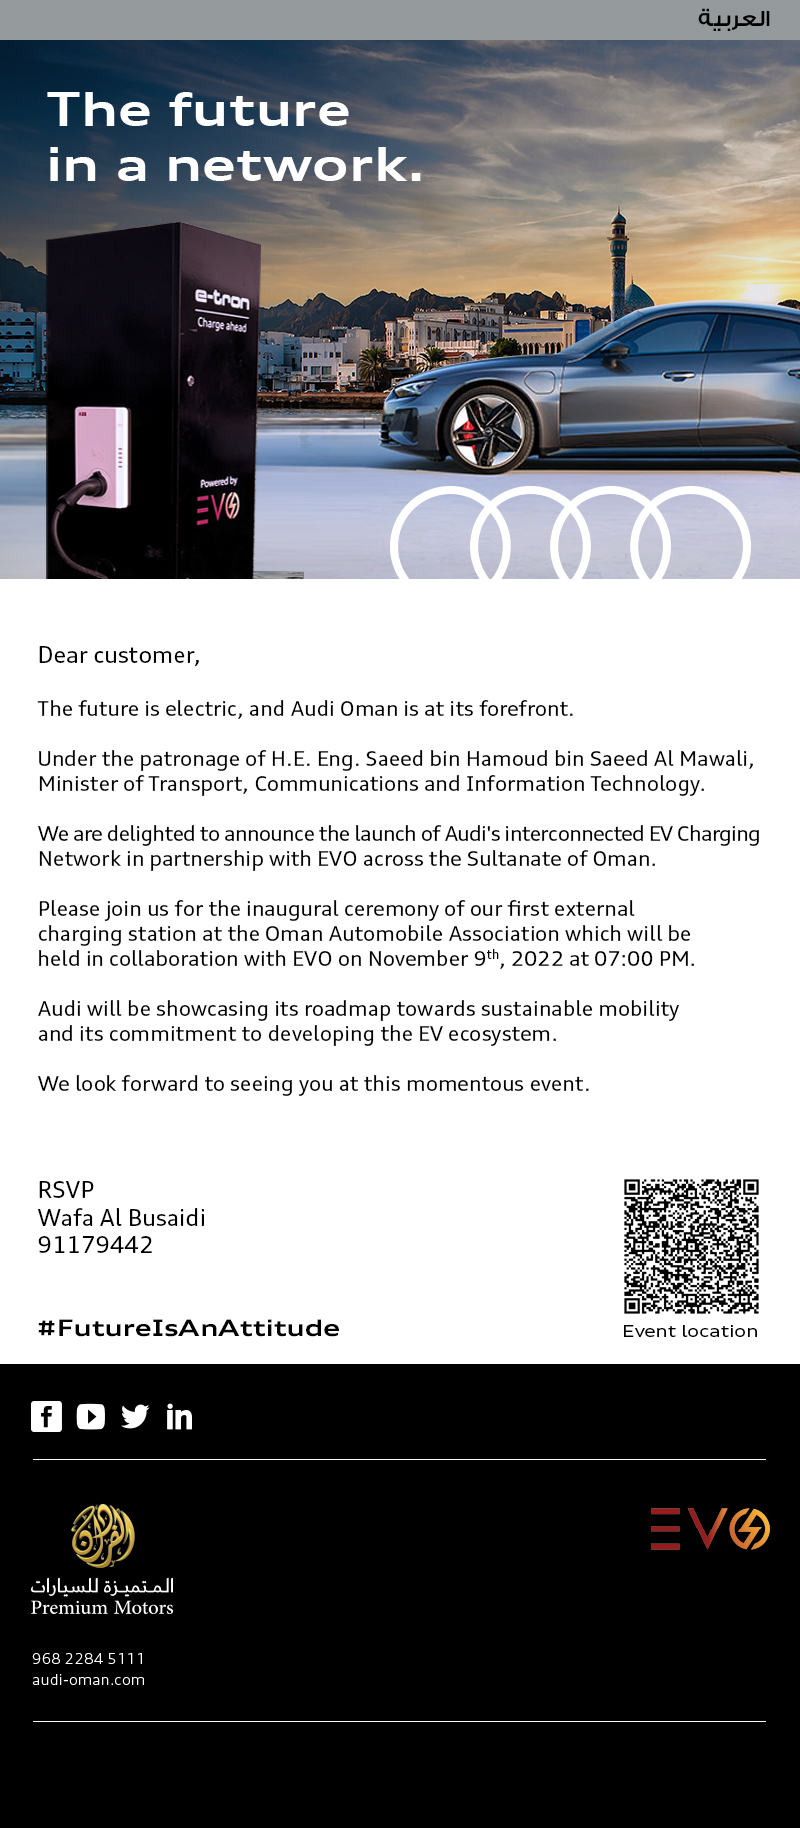 العربية
The future
in a network.
e-tron
Charge ahead
ABB
Powered by
EVO
Dear customer,
The future is electric, and Audi Oman is at its forefront.
Under the patronage of H.E. Eng. Saeed bin Hamoud bin Saeed Al Mawali,
Minister of Transport, Communications and Information Technology.
We are delighted to announce the launch of Audi's interconnected EV Charging
Network in partnership with EVO across the Sultanate of Oman.
Please join us for the inaugural ceremony of our first external
charging station at the Oman Automobile Association which will be
held in collaboration with EVO on November 9th, 2022 at 07:00 PM.
Audi will be showcasing its roadmap towards sustainable mobility
and its commitment to developing the EV ecosystem.
We look forward to seeing you at this momentous event.
RSVP
Wafa Al Busaidi
91179442
#FutureIsAnAttitude
Event location
EVO
المتميزة للسيارات
Premium Motors
968 2284 5111
audi-oman.com